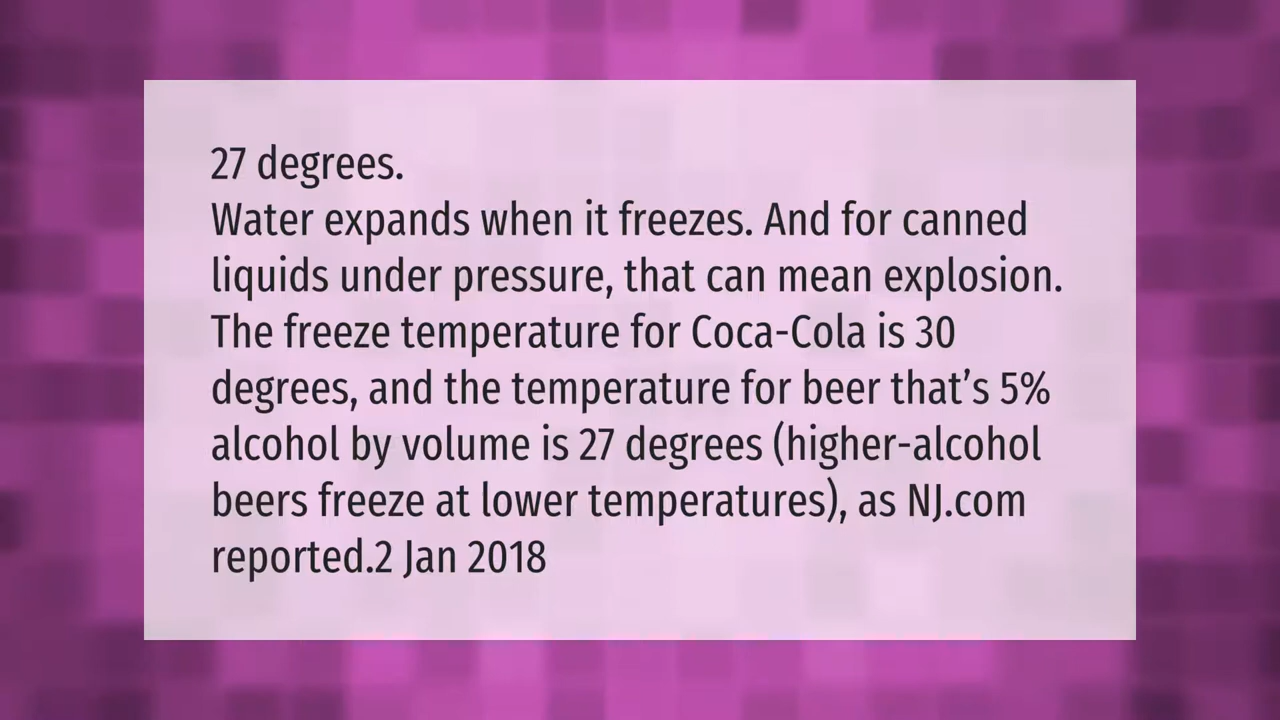 27 degrees.
Water expands when it freezes. And for canned
liquids under pressure, that can mean explosion.
The freeze temperature for Coca-Cola is 30
degrees, and the temperature for beer that’s 5%
alcohol by volume is 27 degrees (higher-alcohol
beers freeze at lower temperatures), as NJ.com
reported.2 Jan 2018